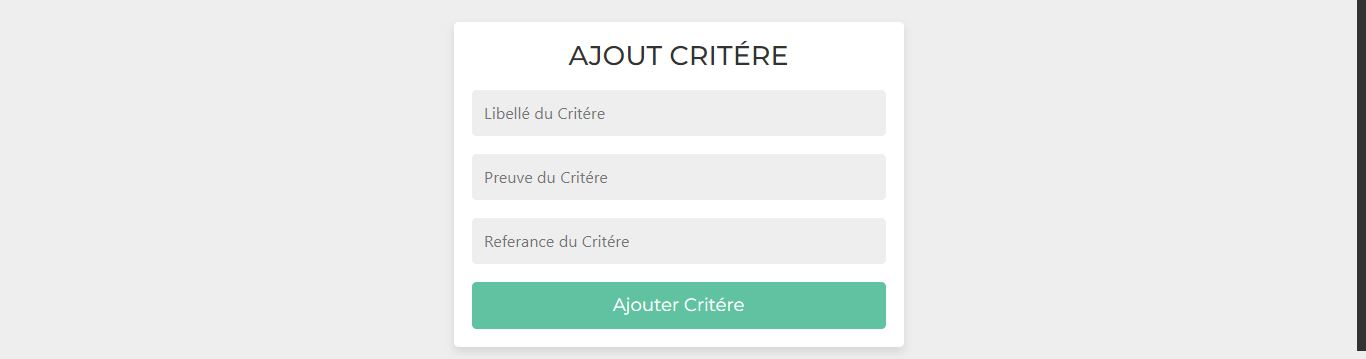 AJOUT CRITÉRE
Libellé du Critére
Preuve du Critére
Referance du Critére
Ajouter Critére